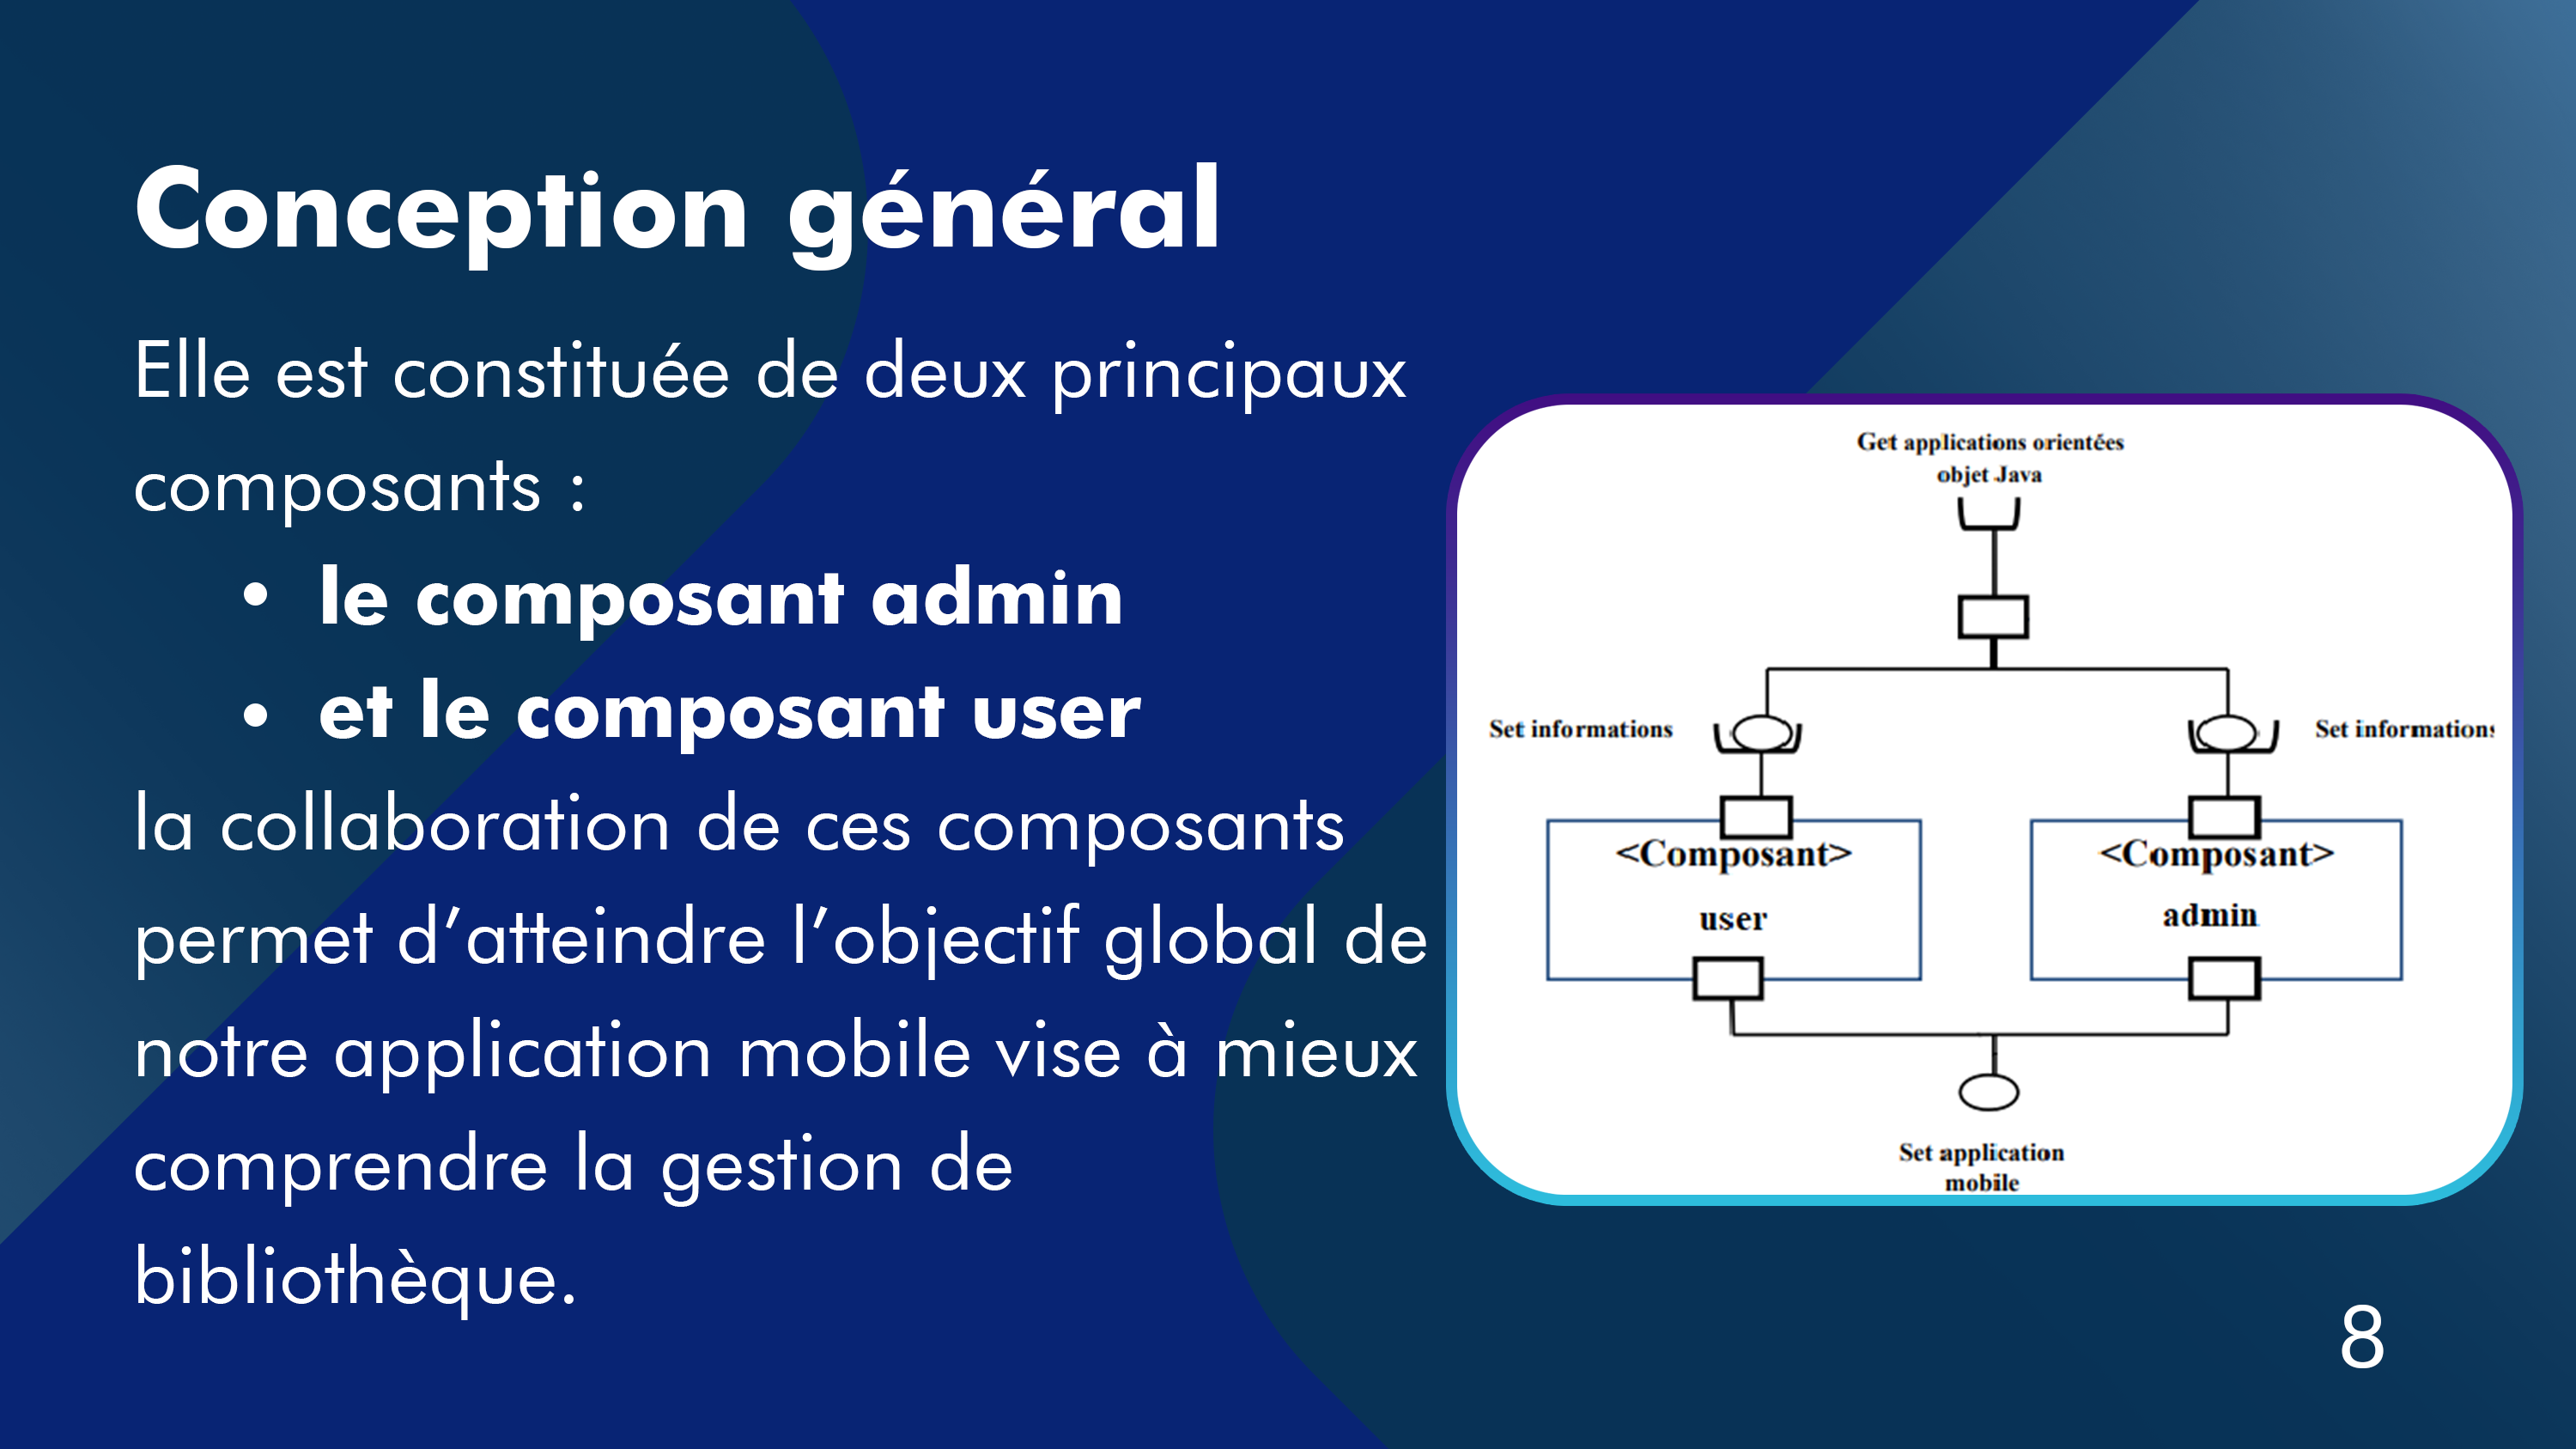 Conception général
Elle est constituée de deux principaux
composants :
• le composant admin
• et le composant user
la collaboration de ces composants
permet d’atteindre l’objectif global de
notre application mobile vise à mieux
comprendre la gestion de
bibliothèque.
Get applications orientées
objet Java
Set informations
Set informations
<Composant>
user
<Composant>
admin
Set application
mobile
8